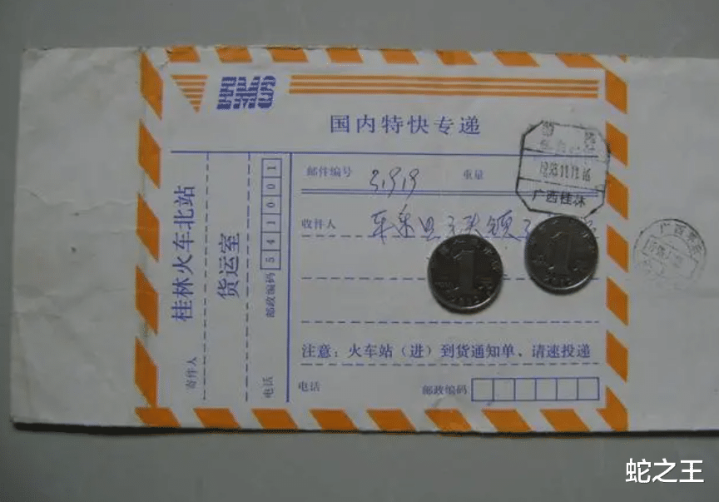 EMS
国内特快专递
邮件编号 31919 重量
收件人
注意:火车站(进)到货通知单、请速投递
电话 邮政编码
寄件人 桂林火车北站
货运室
电话 邮政编码 541001
广西桂林
1
1
蛇之王